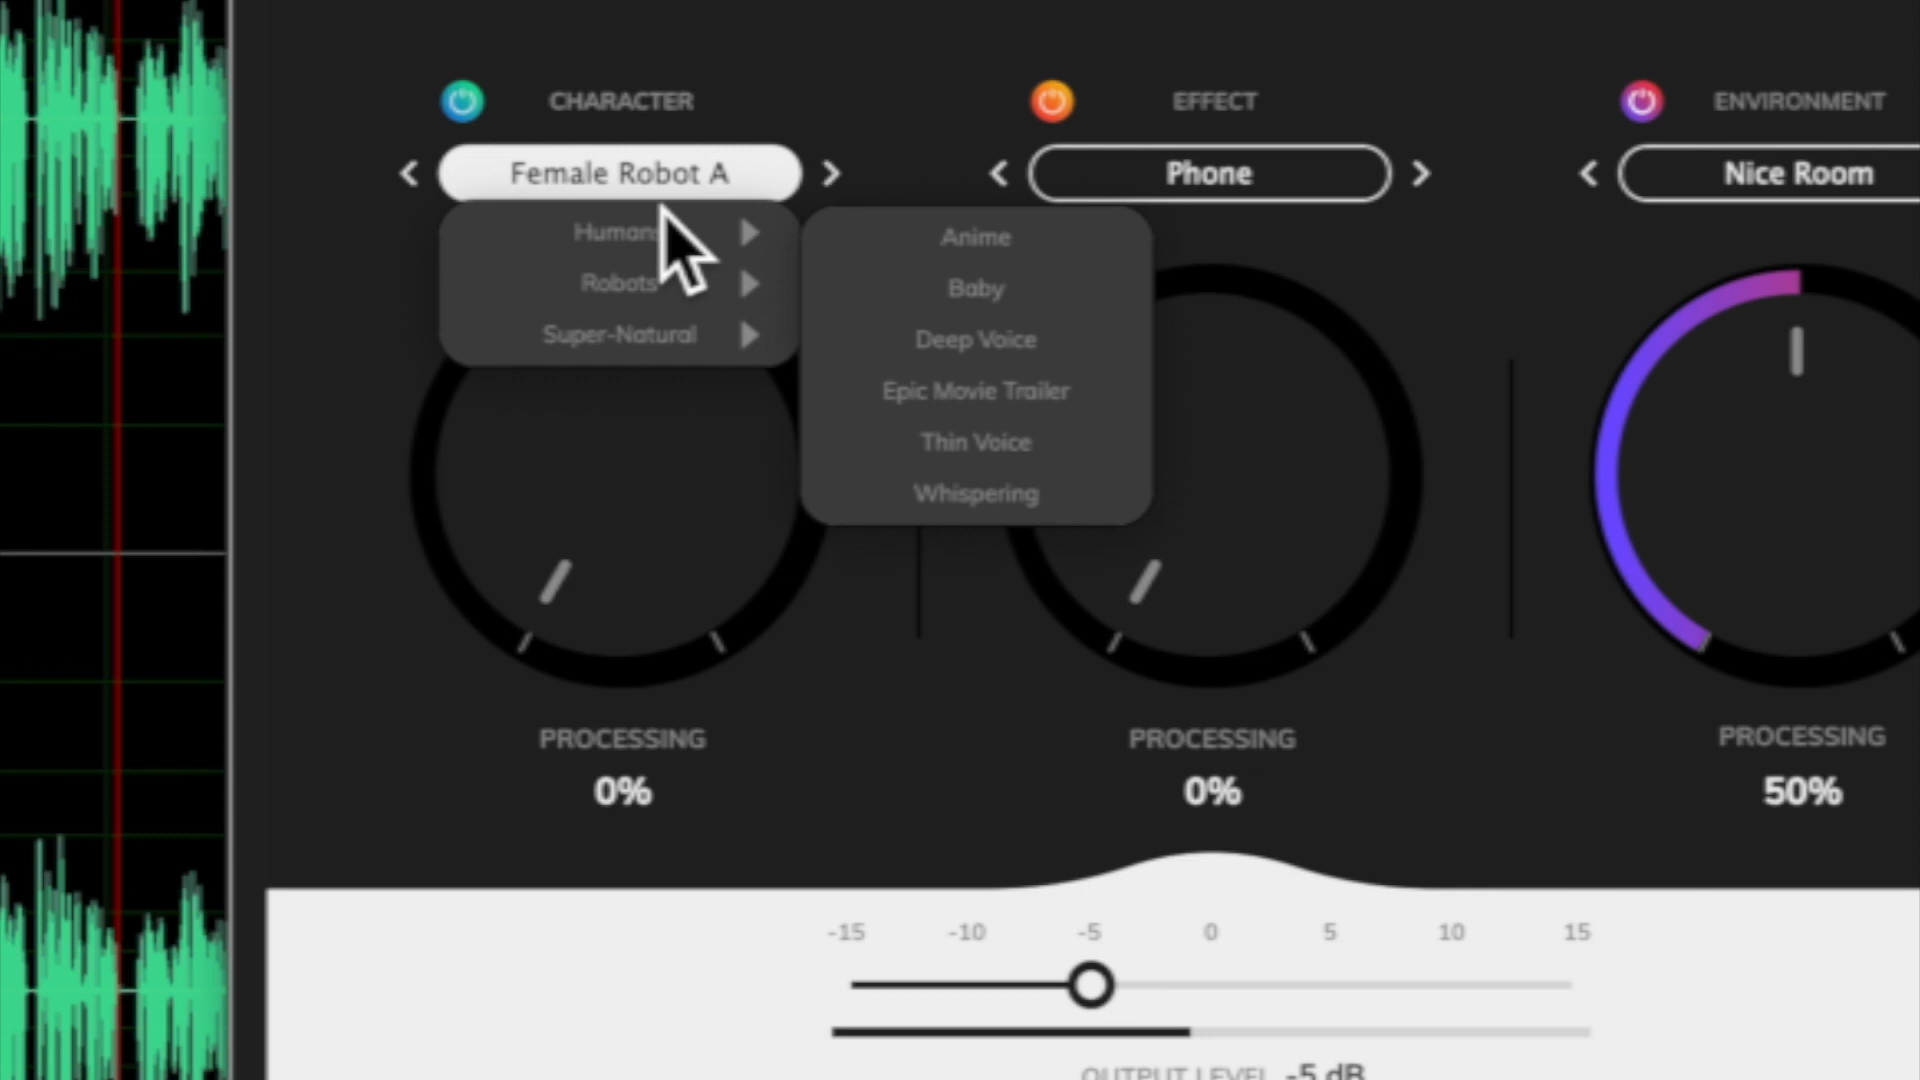 CHARACTER
EFFECT
ENVIRONMENT
Female Robot A
Phone
Nice Room
Humans
Robots
Super-Natural
Anime
Baby
Deep Voice
Epic Movie Trailer
Thin Voice
Whispering
PROCESSING
0%
PROCESSING
0%
PROCESSING
50%
-15 -10 -5 0 5 10 15
OUTPUT LEVEL -5 dB